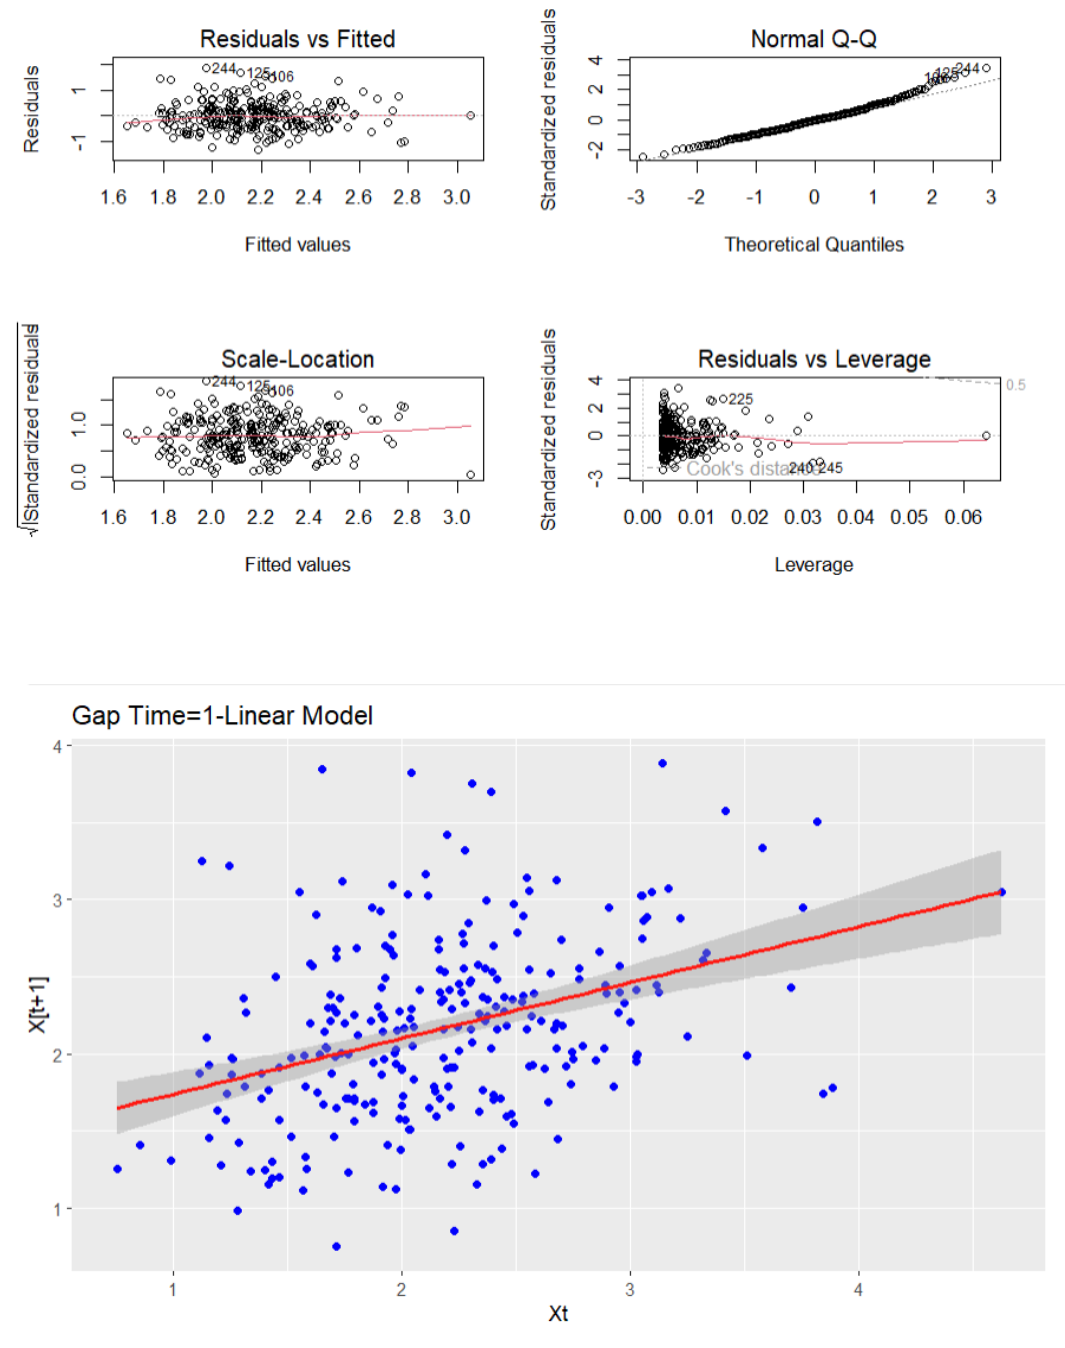 Residuals vs Fitted
Residuals
1
-1
244
125
106
1.6 1.8 2.0 2.2 2.4 2.6 2.8 3.0
Fitted values
Normal Q-Q
Standardized residuals
4
2
0
-2
125
244
-3 -2 -1 0 1 2 3
Theoretical Quantiles
Scale-Location
√|Standardized residuals|
1.0
0.0
244
125
106
1.6 1.8 2.0 2.2 2.4 2.6 2.8 3.0
Fitted values
Residuals vs Leverage
Standardized residuals
4
2
0
-3
0.5
225
Cook's distance
240 245
0.00 0.01 0.02 0.03 0.04 0.05 0.06
Leverage
Gap Time=1-Linear Model
X[t+1]
4
3
2
1
1 2 3 4
Xt